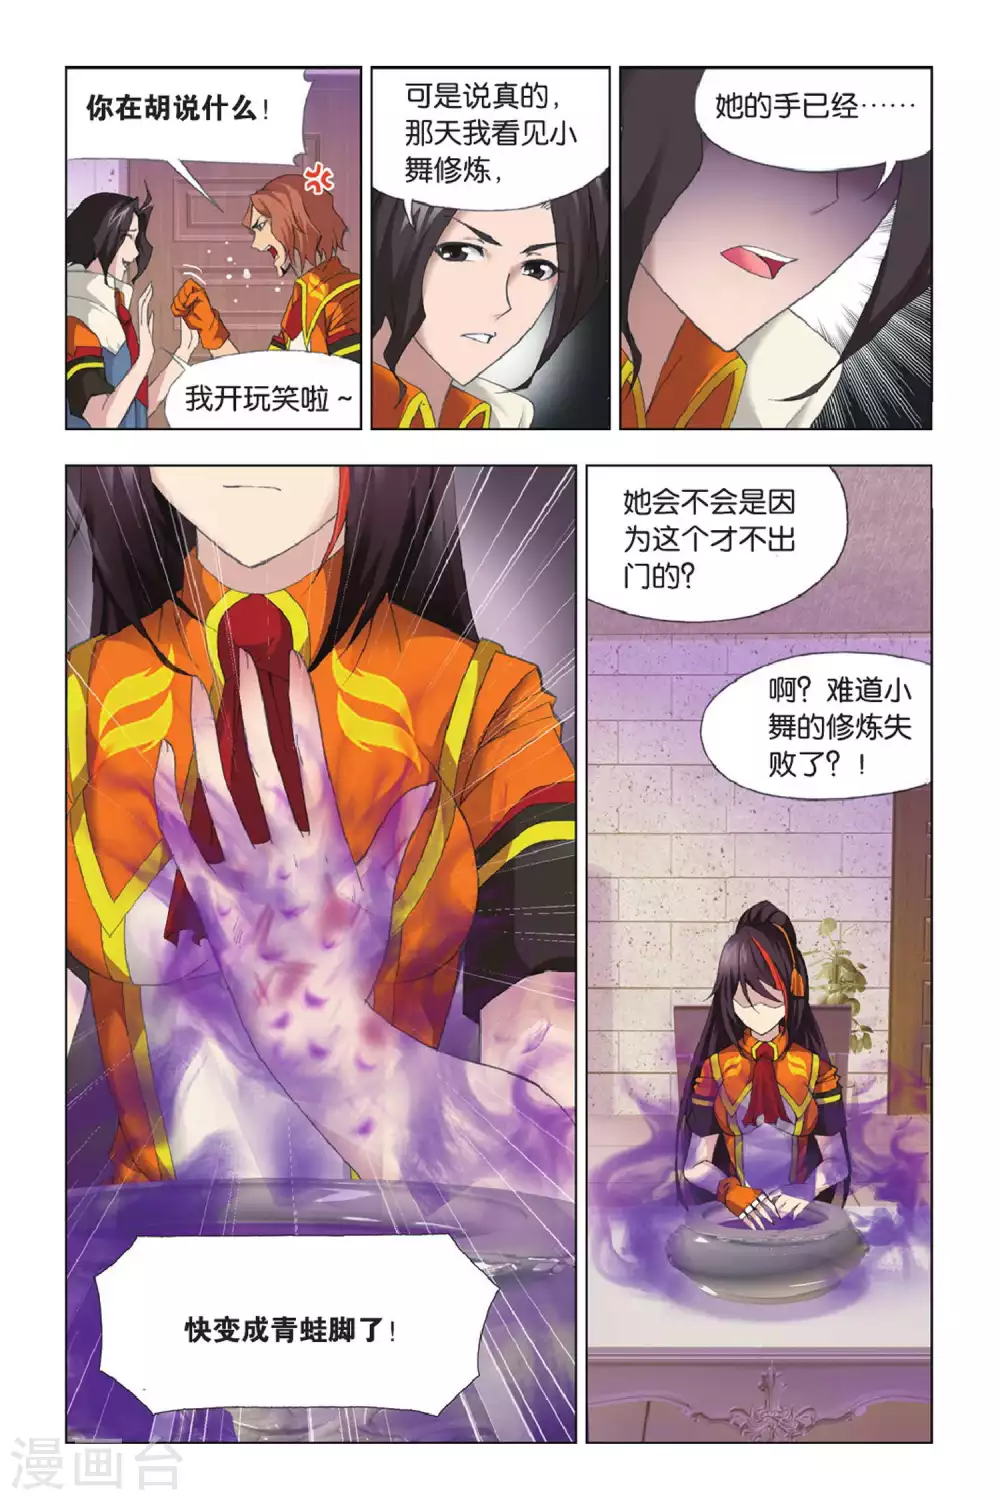 你在胡说什么！
我开玩笑啦~
可是说真的，
那天我看见小
舞修炼，
她的手已经……
快变成青蛙脚了！
她会不会是因
为这个才不出
门的？
啊？难道小
舞的修炼失
败了？！
漫画台